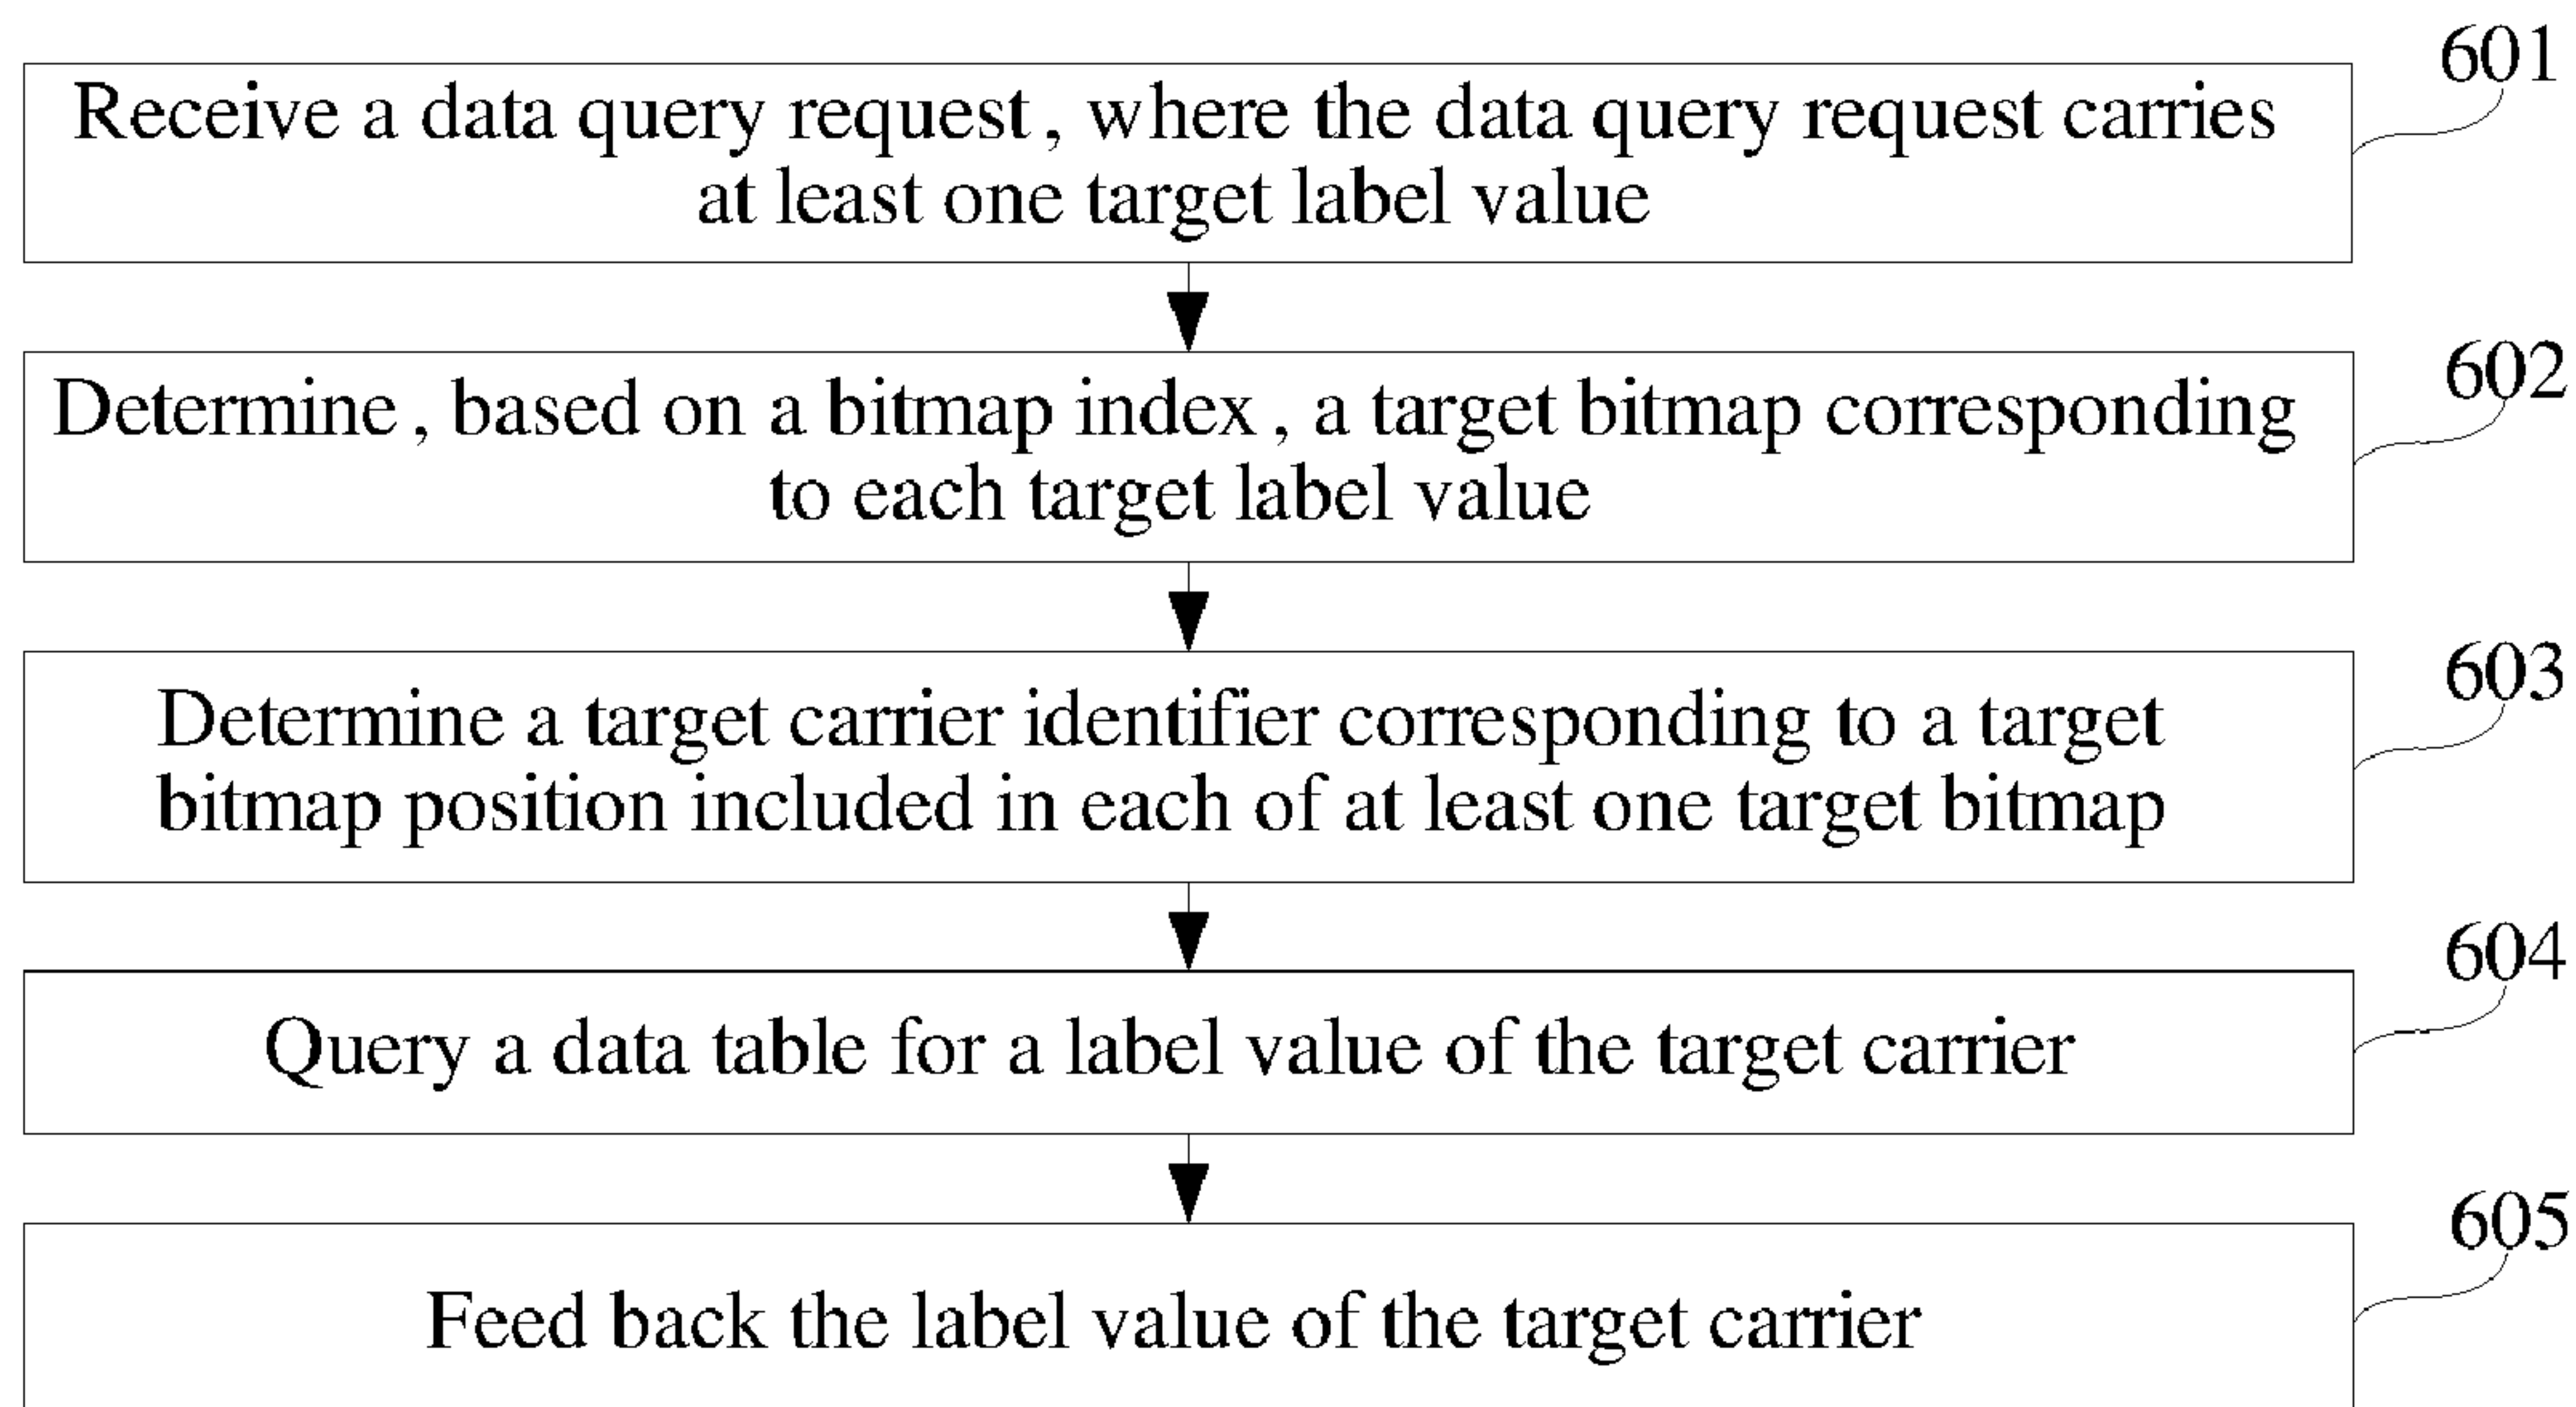 601
Receive a data query request, where the data query request carries
at least one target label value
602
Determine, based on a bitmap index, a target bitmap corresponding
to each target label value
603
Determine a target carrier identifier corresponding to a target
bitmap position included in each of at least one target bitmap
604
Query a data table for a label value of the target carrier
605
Feed back the label value of the target carrier